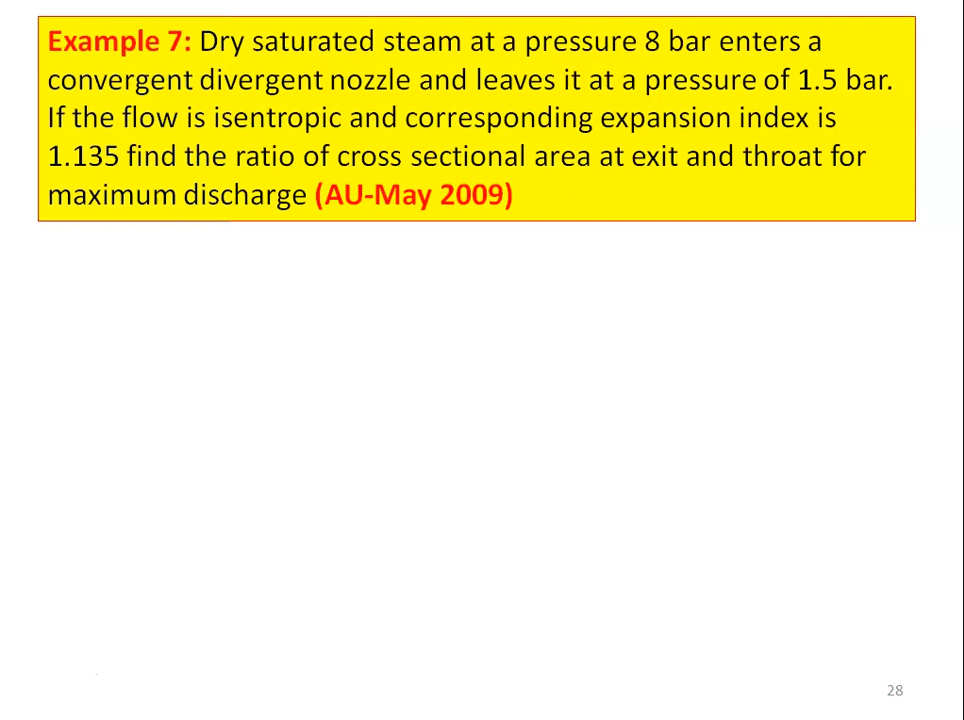 Example 7: Dry saturated steam at a pressure 8 bar enters a
convergent divergent nozzle and leaves it at a pressure of 1.5 bar.
If the flow is isentropic and corresponding expansion index is
1.135 find the ratio of cross sectional area at exit and throat for
maximum discharge (AU-May 2009)
28